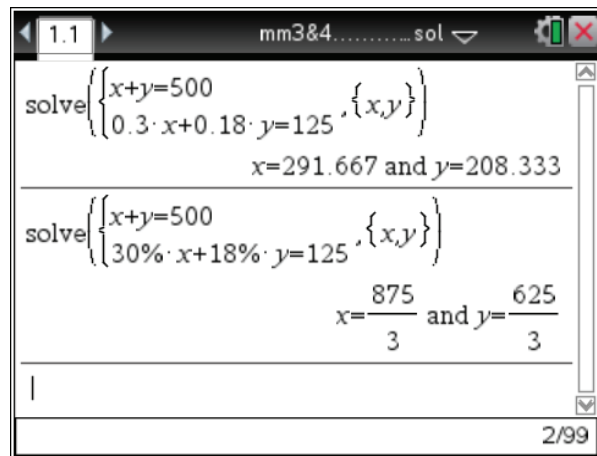 1.1 mm3&4...........sol
solve({x+y=500
0.3·x+0.18·y=125 ,{x,y})
x=291.667 and y=208.333
solve({x+y=500
30%·x+18%·y=125 ,{x,y})
x=875/3 and y=625/3
2/99